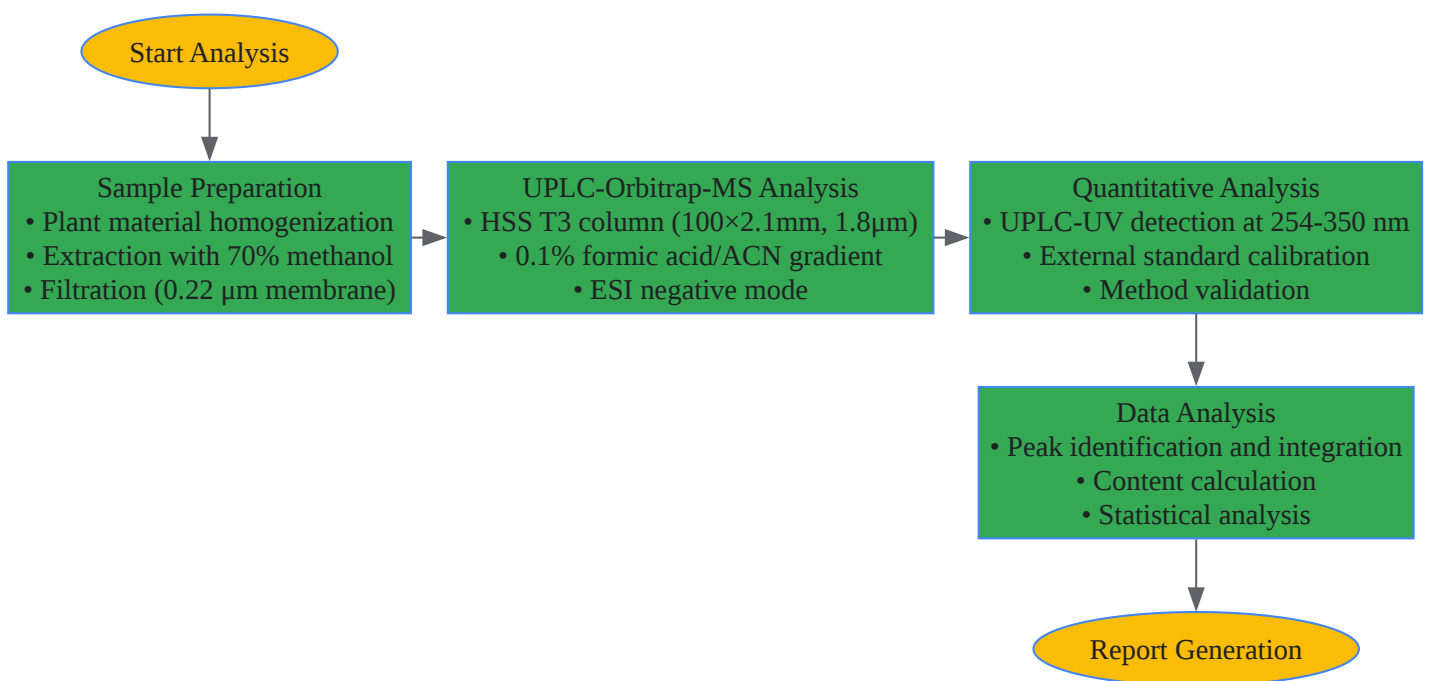 Start Analysis
Sample Preparation
• Plant material homogenization
• Extraction with 70% methanol
• Filtration (0.22 μm membrane)
UPLC-Orbitrap-MS Analysis
• HSS T3 column (100×2.1mm, 1.8μm)
• 0.1% formic acid/ACN gradient
• ESI negative mode
Quantitative Analysis
• UPLC-UV detection at 254-350 nm
• External standard calibration
• Method validation
Data Analysis
• Peak identification and integration
• Content calculation
• Statistical analysis
Report Generation